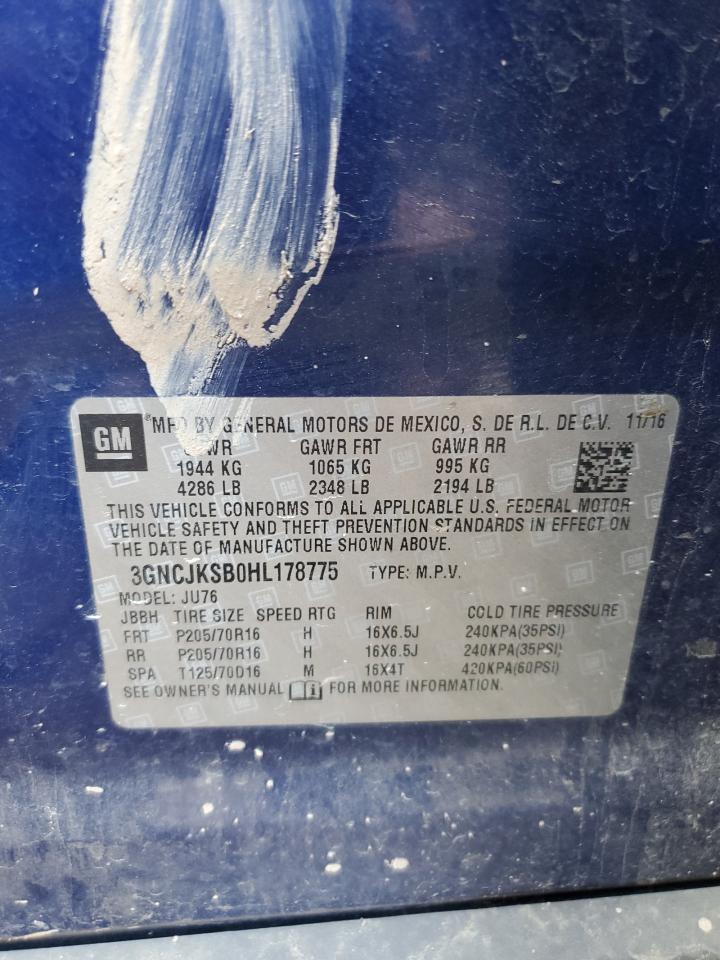 GM
®MFD BY GENERAL MOTORS DE MEXICO, S. DE R.L. DE C.V. 11/16
GAWR FRT GAWR RR
1944 KG 1065 KG 995 KG
4286 LB 2348 LB 2194 LB
THIS VEHICLE CONFORMS TO ALL APPLICABLE U.S. FEDERAL MOTOR
VEHICLE SAFETY AND THEFT PREVENTION STANDARDS IN EFFECT ON
THE DATE OF MANUFACTURE SHOWN ABOVE.
3GNCJKSB0HL178775 TYPE: M.P.V.
MODEL: JU76
JBBH TIRE SIZE SPEED RTG RIM COLD TIRE PRESSURE
FRT P205/70R16 H 16X6.5J 240KPA(35PSI)
RR P205/70R16 H 16X6.5J 240KPA(35PSI)
SPA T125/70D16 M 16X4T 420KPA(60PSI)
SEE OWNER'S MANUAL FOR MORE INFORMATION.